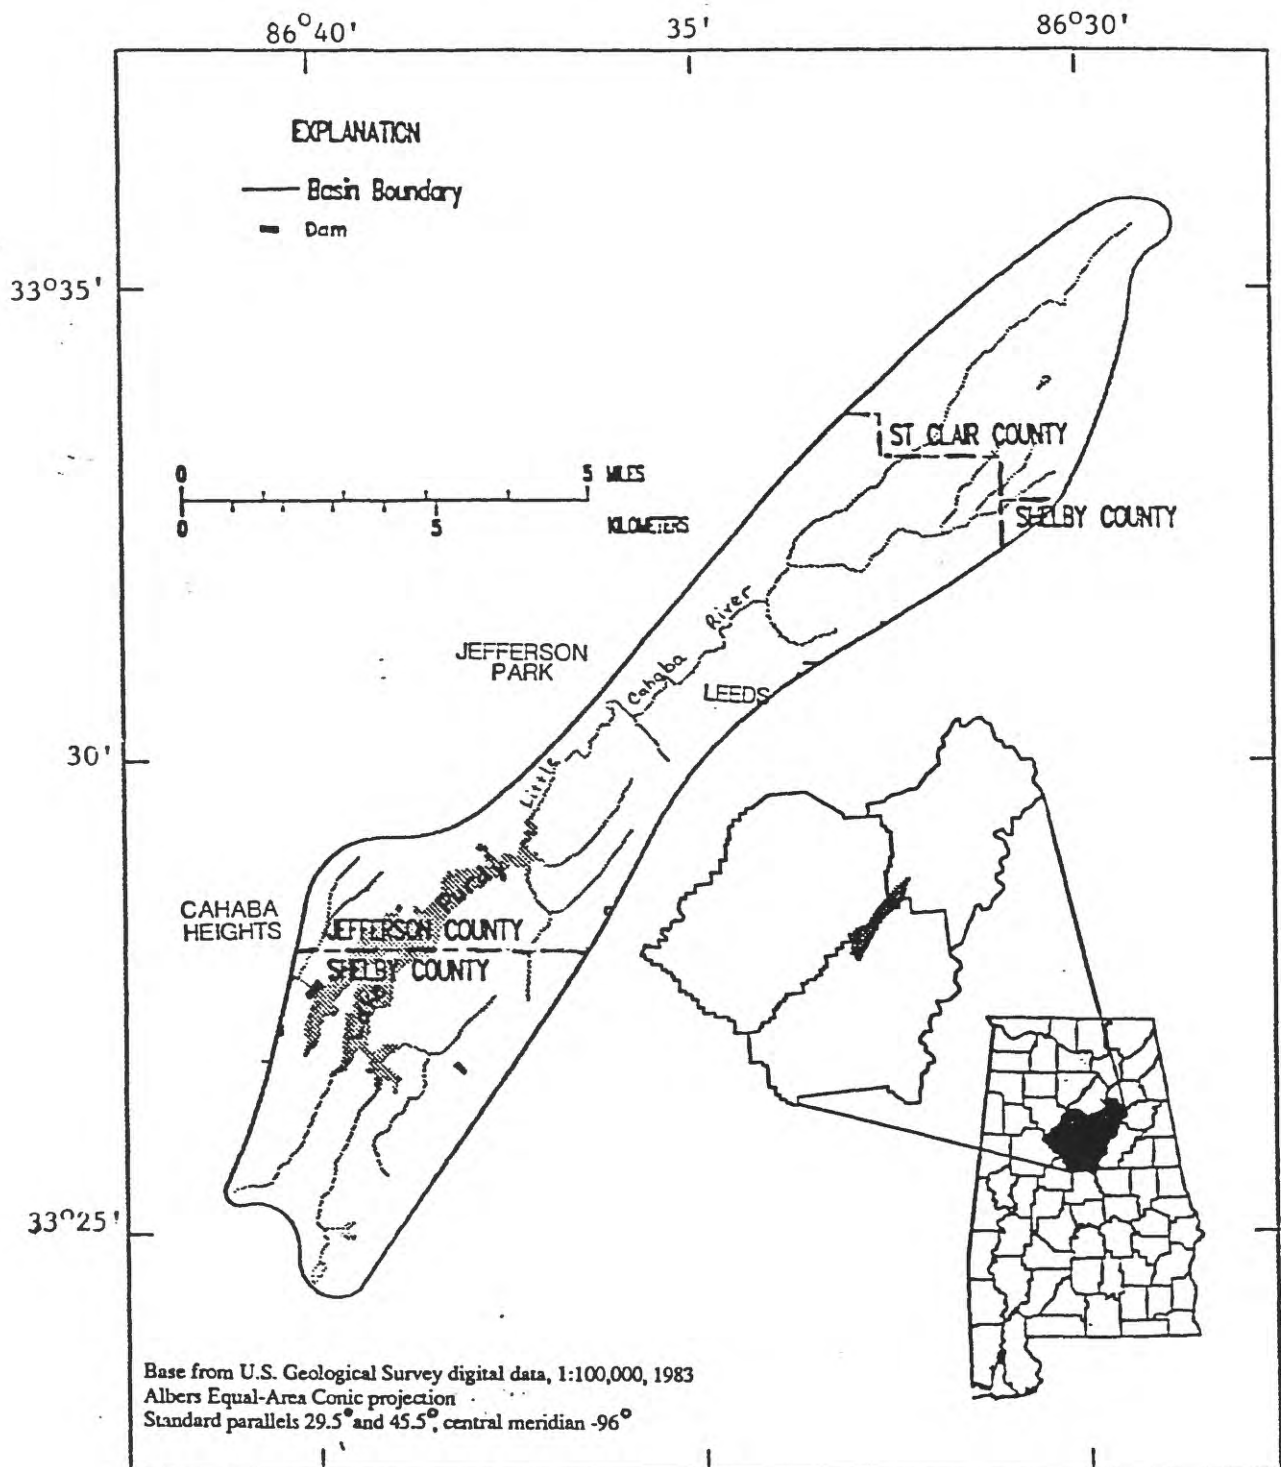 86°40'
35'
86°30'
EXPLANATION
Basin Boundary
Dam
33°35'
ST CLAIR COUNTY
0
5 MILES
SHELBY COUNTY
0
5
KILOMETERS
River
JEFFERSON
PARK
Cahaba
LEEDS
30'
Little
Purdy
CAHABA
HEIGHTS
JEFFERSON COUNTY
SHELBY COUNTY
Lake
33°25'
Base from U.S. Geological Survey digital data, 1:100,000, 1983
Albers Equal-Area Conic projection
Standard parallels 29.5° and 45.5°, central meridian -96°